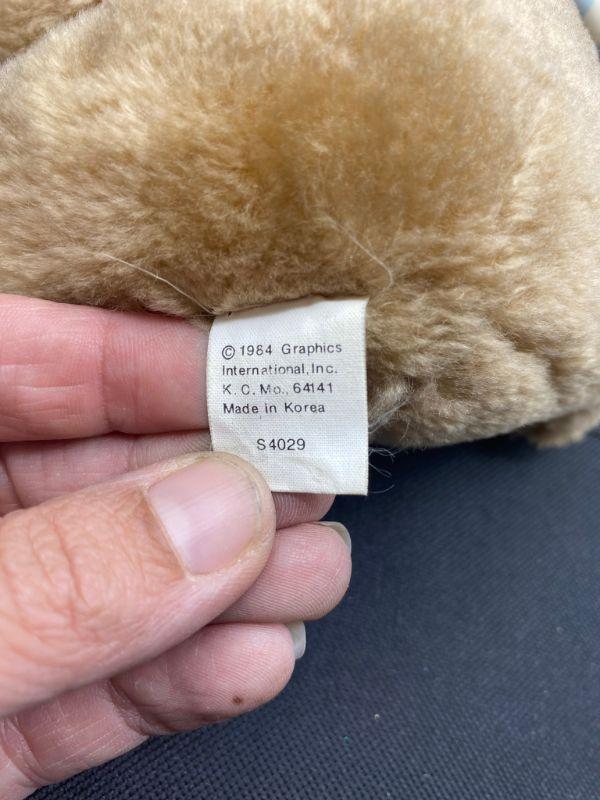 © 1984 Graphics
International, Inc.
K. C. Mo., 64141
Made in Korea
S4029